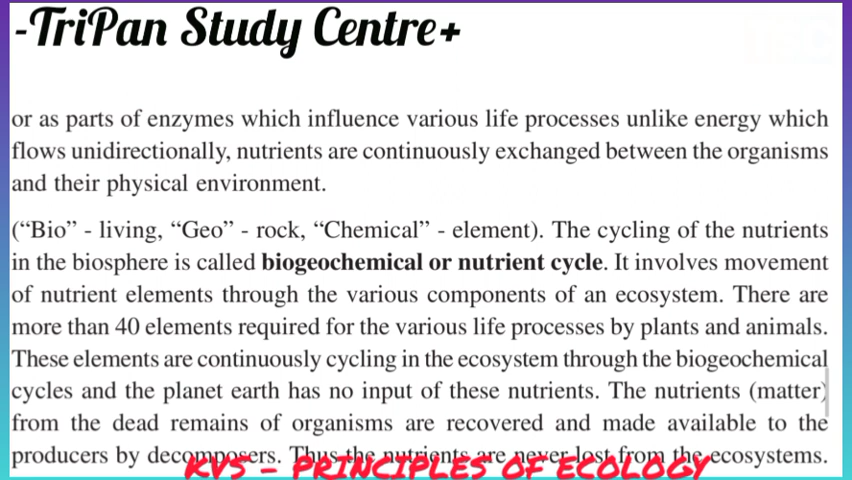 -TriPan Study Centre+
or as parts of enzymes which influence various life processes unlike energy which
flows unidirectionally, nutrients are continuously exchanged between the organisms
and their physical environment.
(“Bio” - living, “Geo” - rock, “Chemical” - element). The cycling of the nutrients
in the biosphere is called biogeochemical or nutrient cycle. It involves movement
of nutrient elements through the various components of an ecosystem. There are
more than 40 elements required for the various life processes by plants and animals.
These elements are continuously cycling in the ecosystem through the biogeochemical
cycles and the planet earth has no input of these nutrients. The nutrients (matter)
from the dead remains of organisms are recovered and made available to the
producers by decomposers. Thus the nutrients are never lost from the ecosystems.
KVS - PRINCIPLES OF ECOLOGY